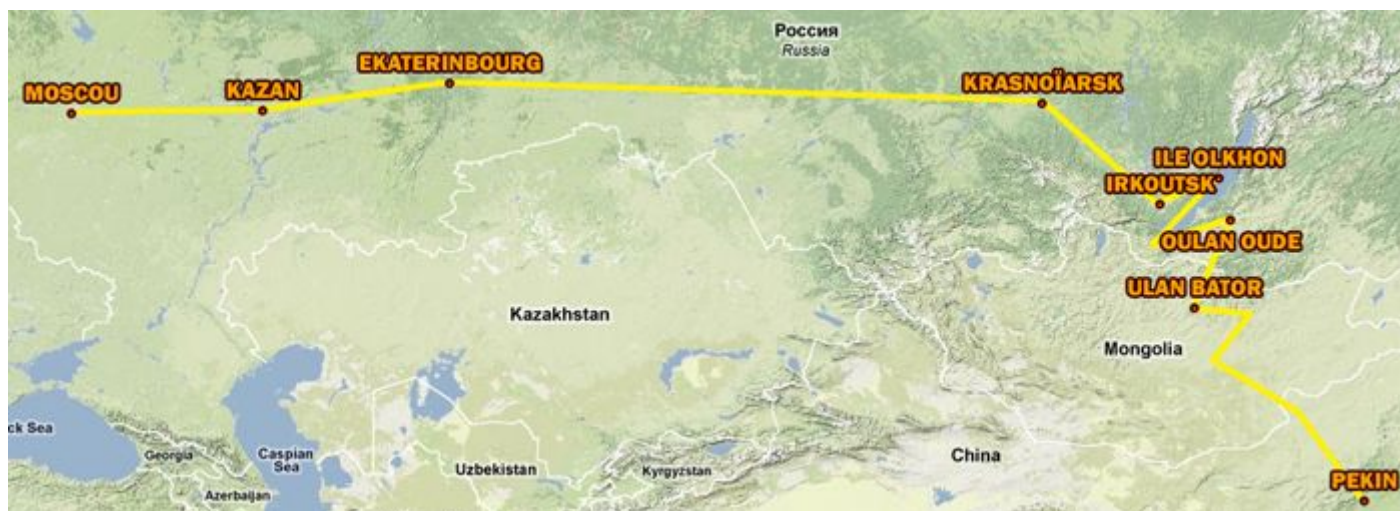 Россия
Russia
EKATERINBOURG
MOSCOU
KAZAN
KRASNOÏARSK
ILE OLKHON
IRKOUTSK
OULAN OUDE
ULAN BATOR
Kazakhstan
Mongolia
ck Sea
Georgia
Caspian
Sea
Azerbaijan
Uzbekistan
Kyrgyzstan
China
PEKIN